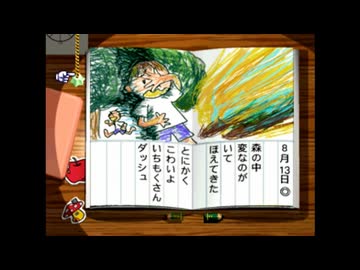 8月13日◎
森の中
変なのが
いて
ほえてきた
とにかく
こわいよ
いちもくさん
ダッシュ